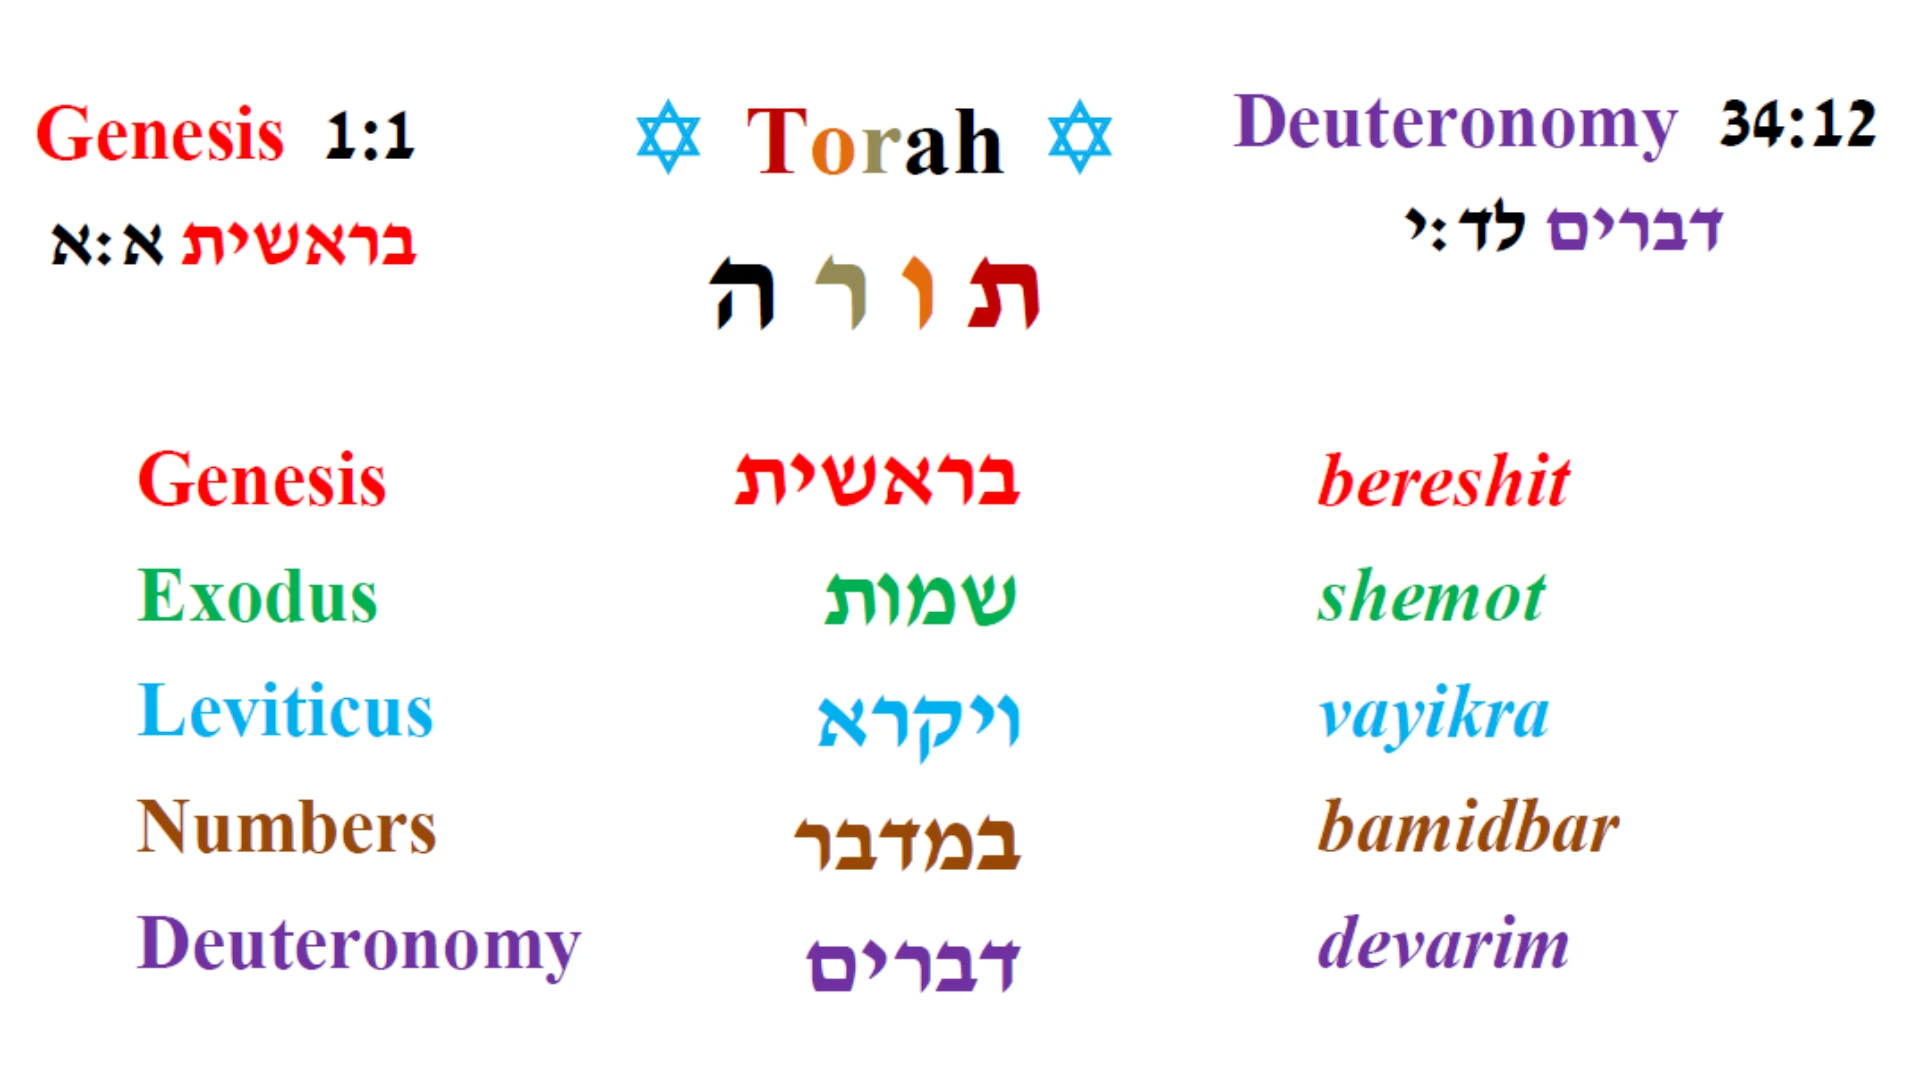 Genesis 1:1
בראשית א:א
✡ Torah ✡
תורה
Deuteronomy 34:12
דברים לד:י
Genesis בראשית bereshit
Exodus שמות shemot
Leviticus ויקרא vayikra
Numbers במדבר bamidbar
Deuteronomy דברים devarim